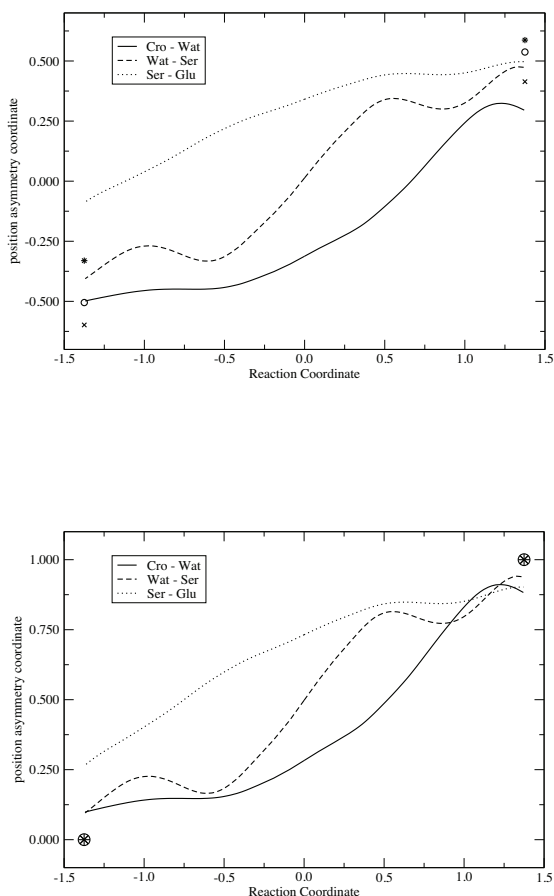 0.500
0.250
0.000
-0.250
-0.500
position asymmetry coordinate
Cro - Wat
Wat - Ser
Ser - Glu
-1.5 -1.0 -0.5 0.0 0.5 1.0 1.5
Reaction Coordinate
1.000
0.750
0.500
0.250
0.000
position asymmetry coordinate
Cro - Wat
Wat - Ser
Ser - Glu
-1.5 -1.0 -0.5 0.0 0.5 1.0 1.5
Reaction Coordinate